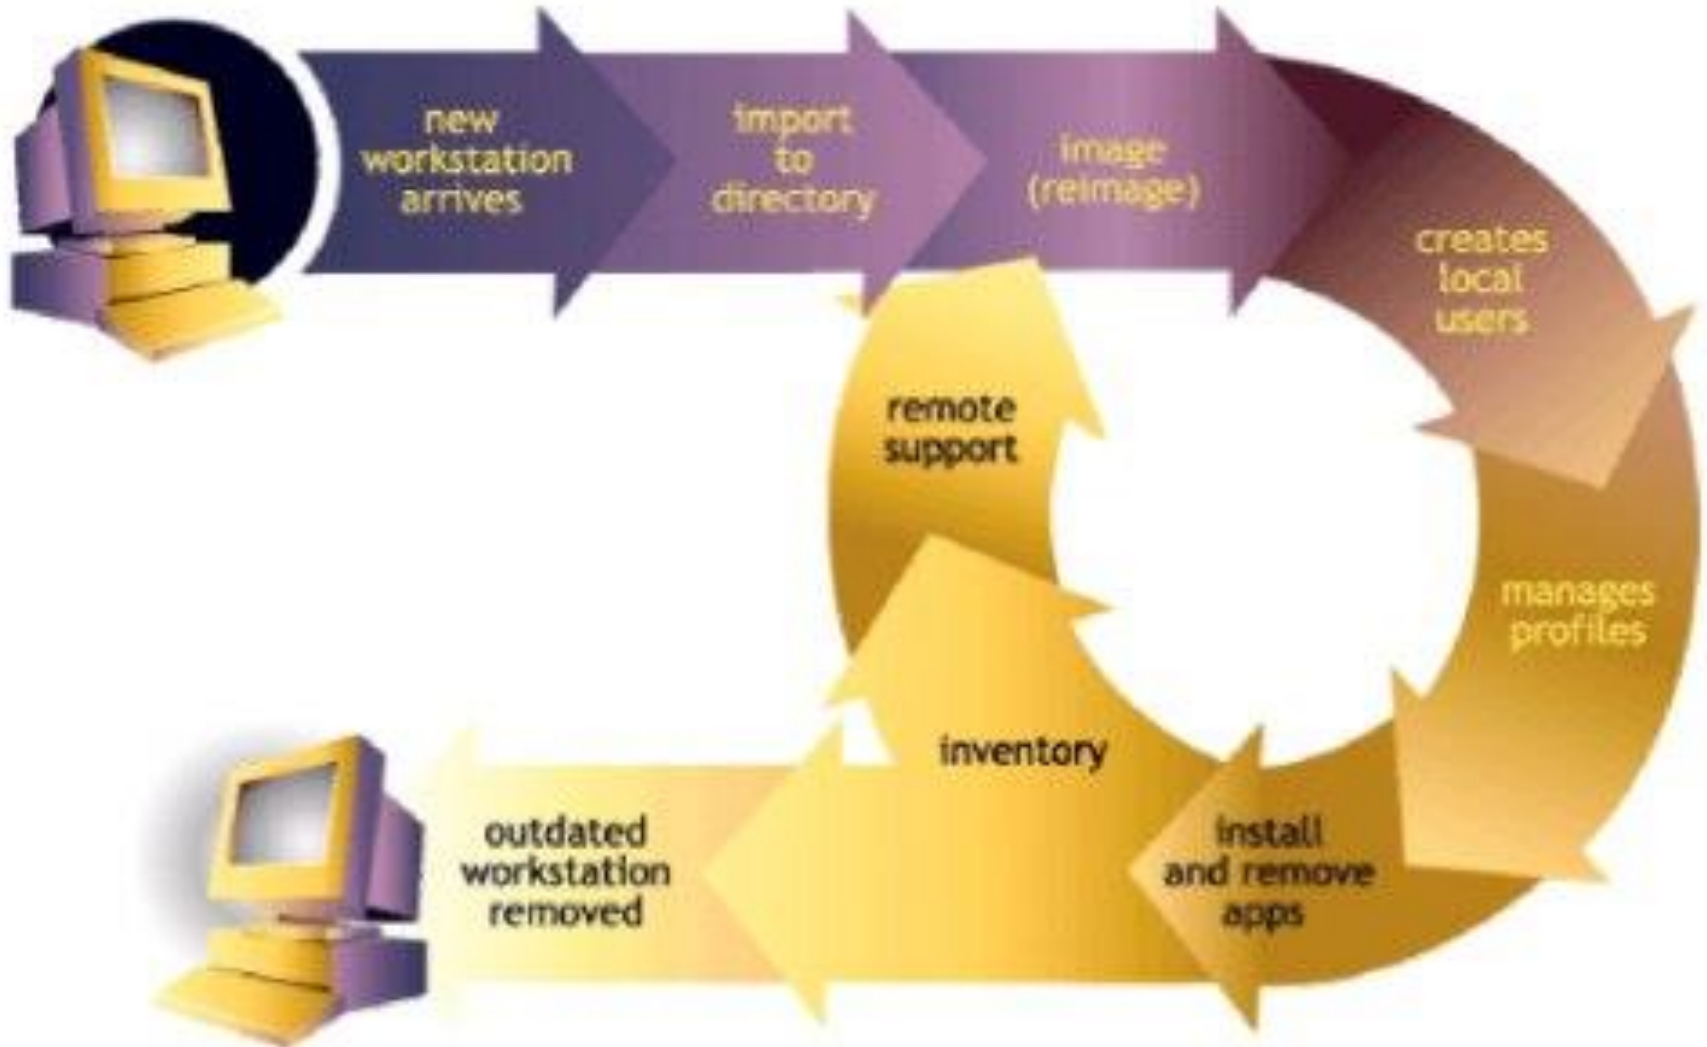 new
workstation
arrives
import
to
directory
image
(reimage)
creates
local
users
manages
profiles
install
and remove
apps
inventory
remote
support
outdated
workstation
removed